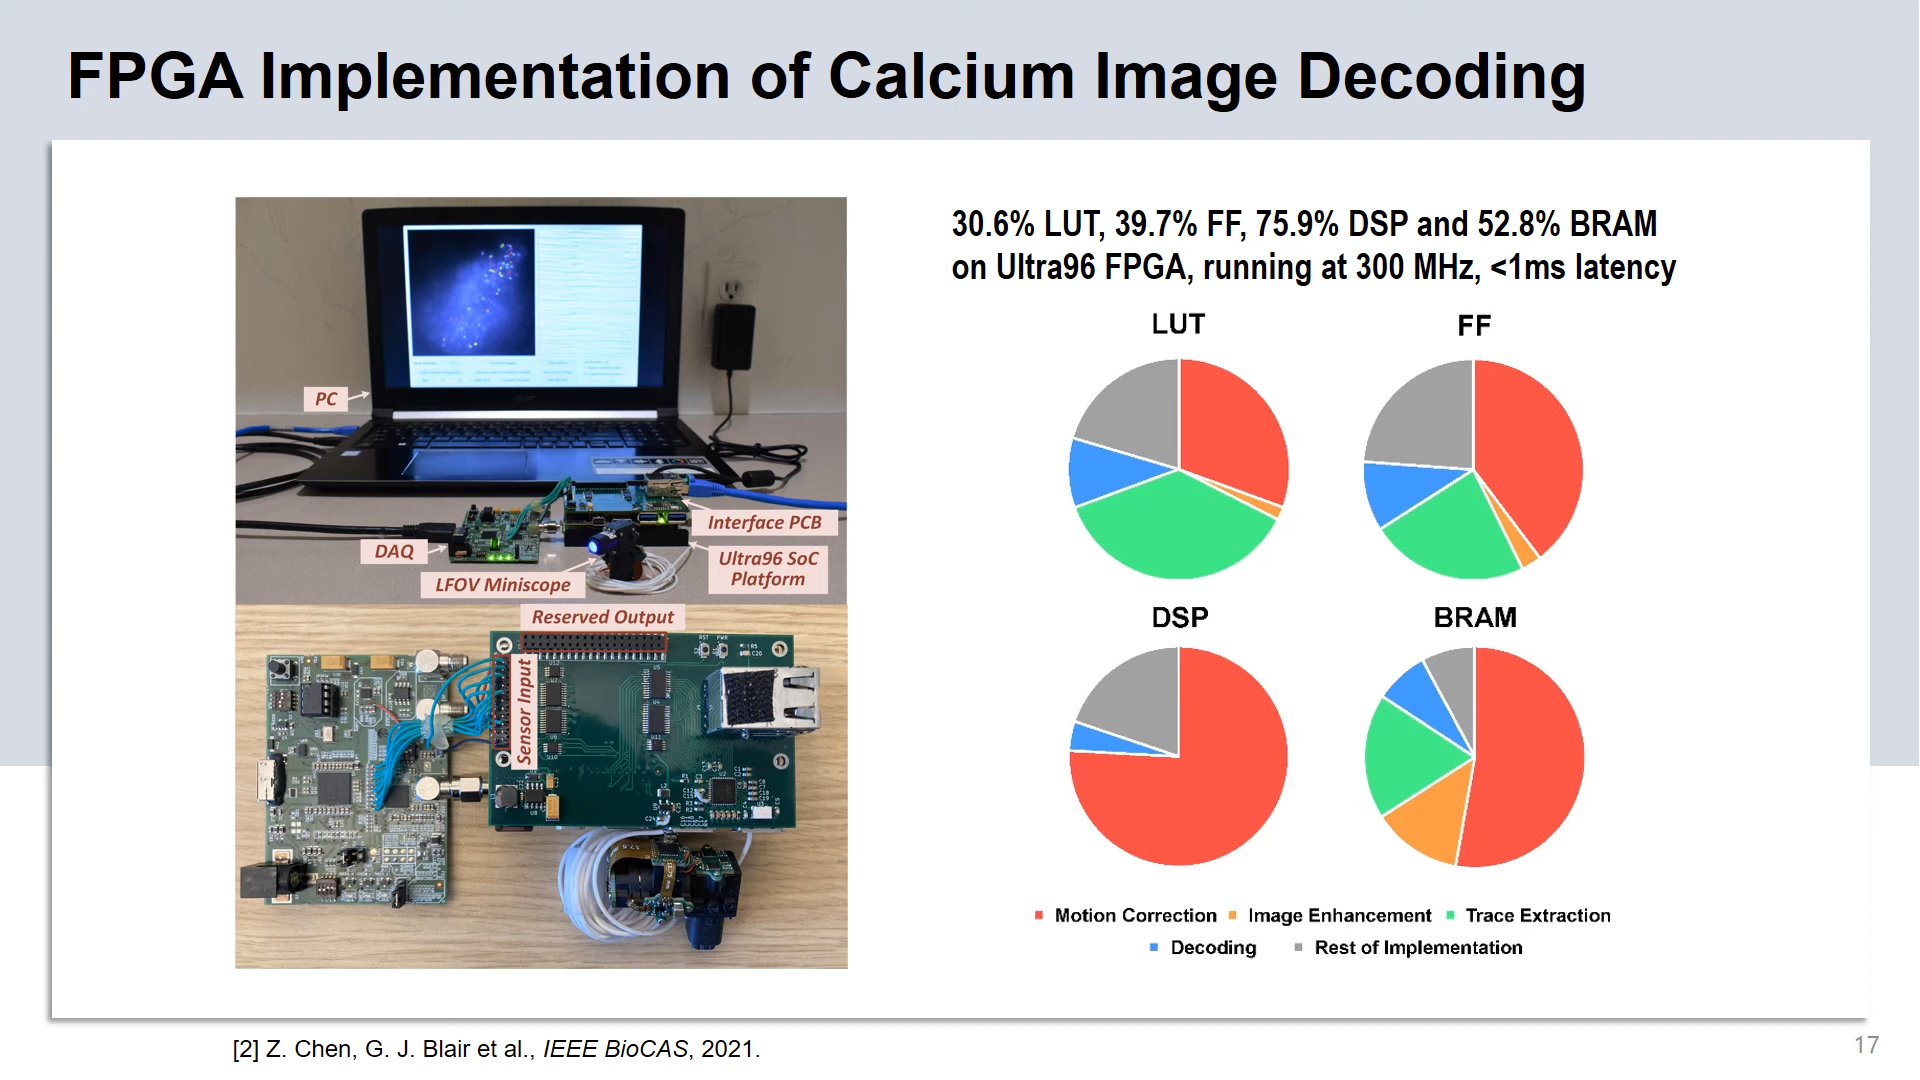 FPGA Implementation of Calcium Image Decoding
30.6% LUT, 39.7% FF, 75.9% DSP and 52.8% BRAM
on Ultra96 FPGA, running at 300 MHz, <1ms latency
PC
Interface PCB
DAQ
Ultra96 SoC
Platform
LFOV Miniscope
Reserved Output
Sensor Input
LUT
FF
DSP
BRAM
Motion Correction
Image Enhancement
Trace Extraction
Decoding
Rest of Implementation
[2] Z. Chen, G. J. Blair et al., IEEE BioCAS, 2021.
17